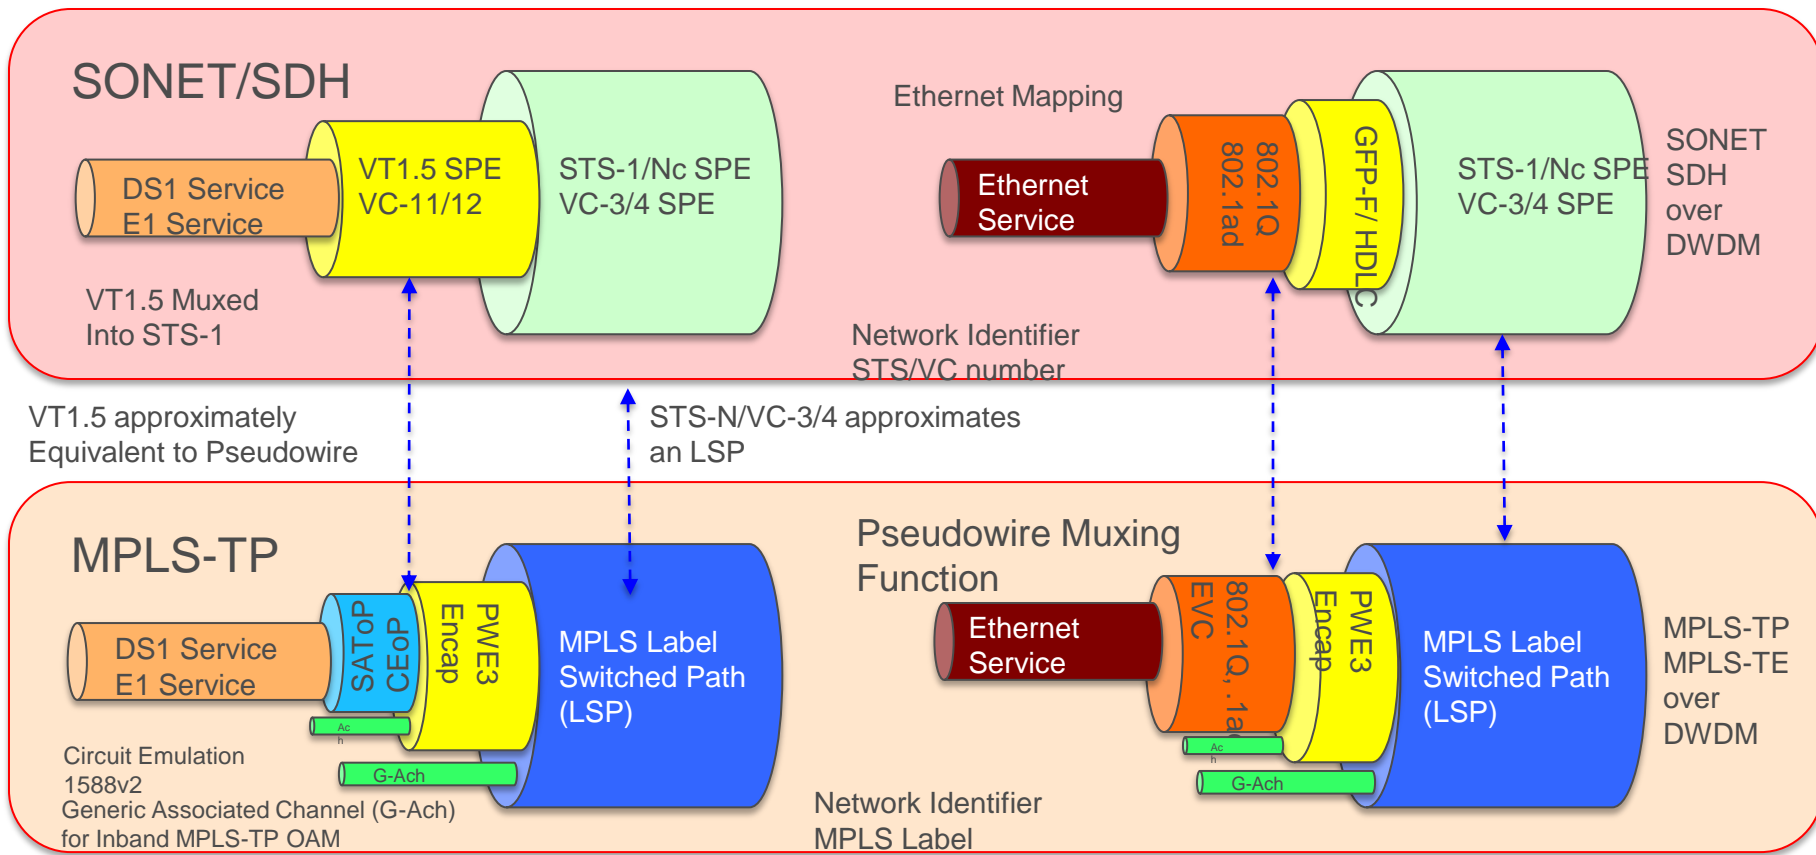 SONET/SDH
DS1 Service
E1 Service
VT1.5 SPE
VC-11/12
STS-1/Nc SPE
VC-3/4 SPE
VT1.5 Muxed
Into STS-1
Ethernet Mapping
Ethernet
Service
802.1Q
802.1ad
GFP-F/ HDLC
STS-1/Nc SPE
VC-3/4 SPE
SONET
SDH
over
DWDM
Network Identifier
STS/VC number
VT1.5 approximately
Equivalent to Pseudowire
STS-N/VC-3/4 approximates
an LSP
MPLS-TP
DS1 Service
E1 Service
SAToP
CEoP
PWE3
Encap
MPLS Label
Switched Path
(LSP)
Ac
h
G-Ach
Circuit Emulation
1588v2
Generic Associated Channel (G-Ach)
for Inband MPLS-TP OAM
Pseudowire Muxing
Function
Ethernet
Service
802.1Q, .1ad
EVC
PWE3
Encap
MPLS Label
Switched Path
(LSP)
Ac
h
G-Ach
MPLS-TP
MPLS-TE
over
DWDM
Network Identifier
MPLS Label